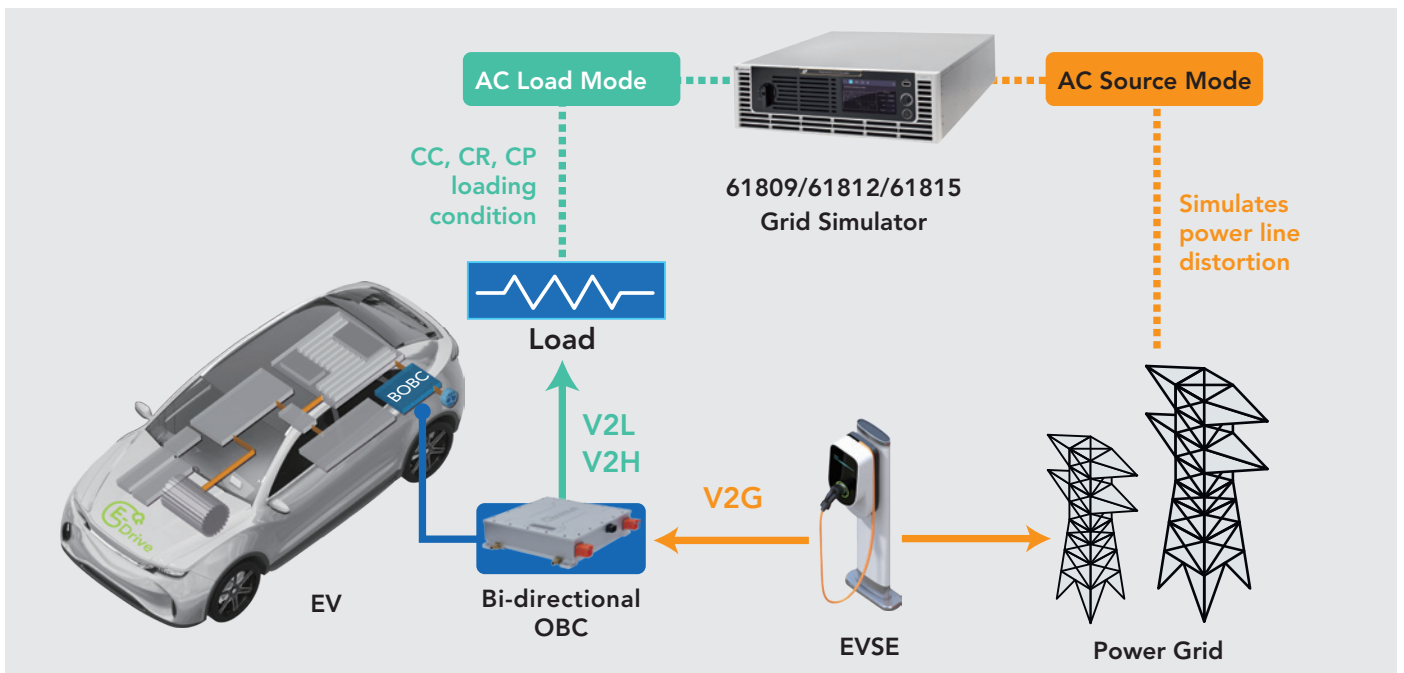 AC Load Mode
AC Source Mode
CC, CR, CP
loading
condition
61809/61812/61815
Grid Simulator
Simulates
power line
distortion
Load
BOBC
V2L
V2H
V2G
E-Drive
EV
Bi-directional
OBC
EVSE
Power Grid